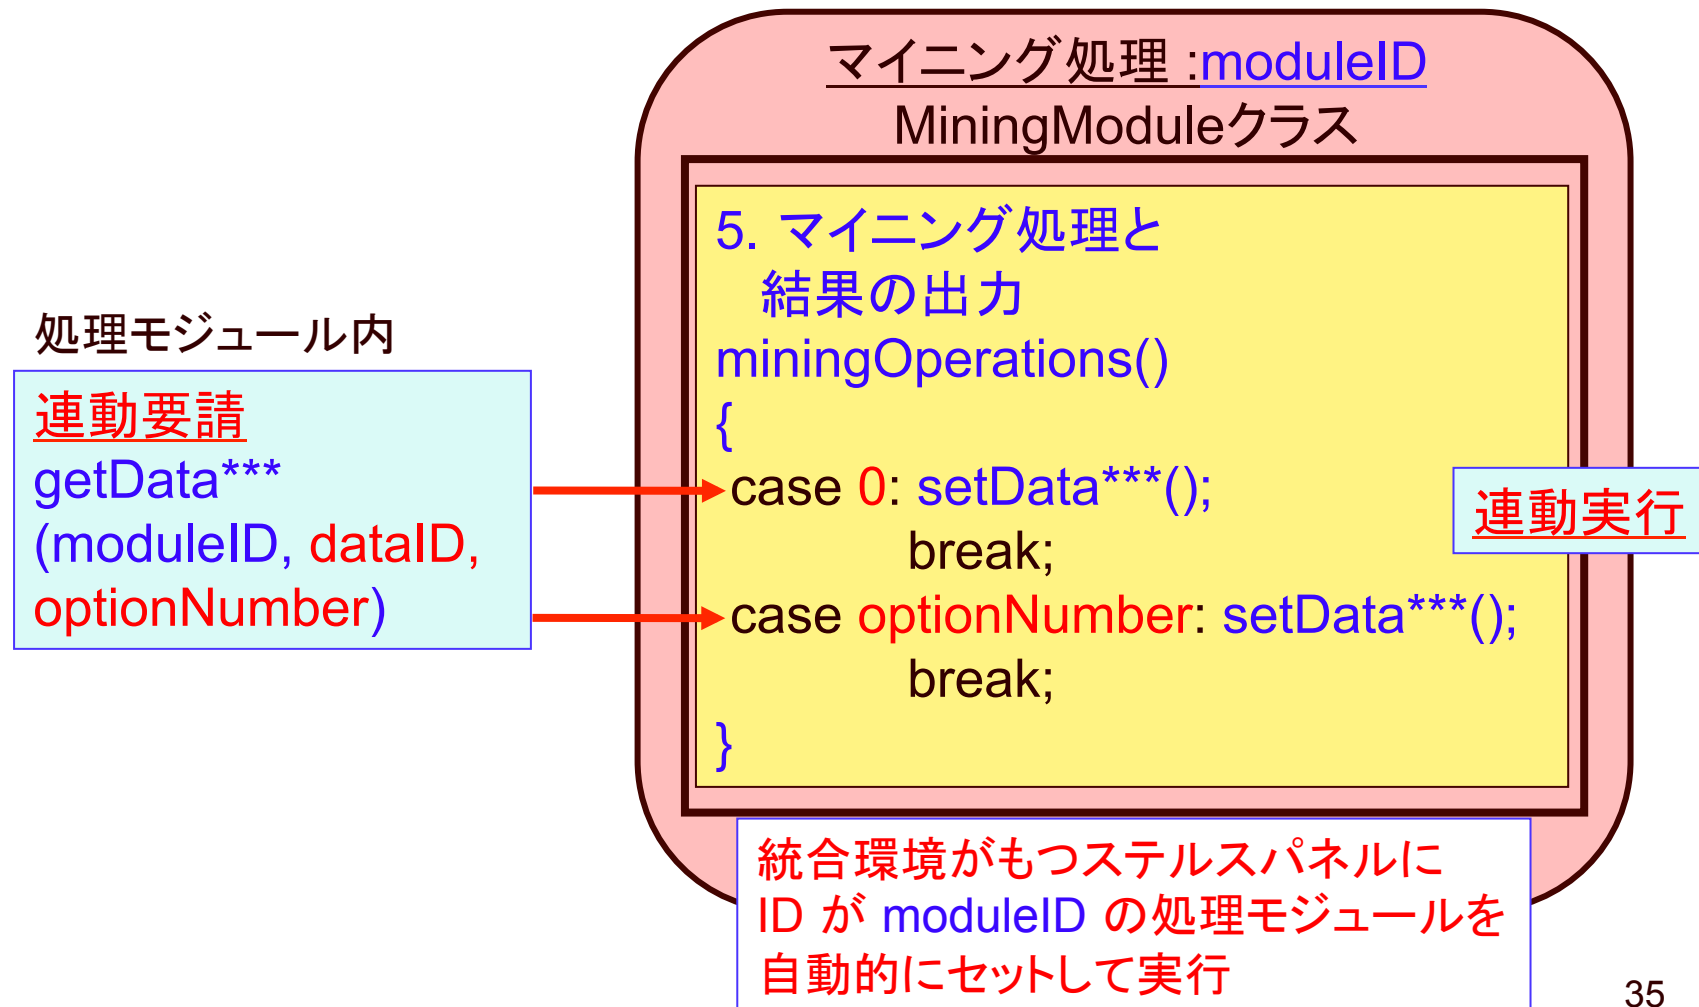 マイニング処理 :moduleID
MiningModuleクラス
5. マイニング処理と
結果の出力
miningOperations()
{
case 0: setData***();
break;
case optionNumber: setData***();
break;
}
処理モジュール内
連動要請
getData***
(moduleID, dataID,
optionNumber)
連動実行
統合環境がもつステルスパネルに
ID が moduleID の処理モジュールを
自動的にセットして実行
35